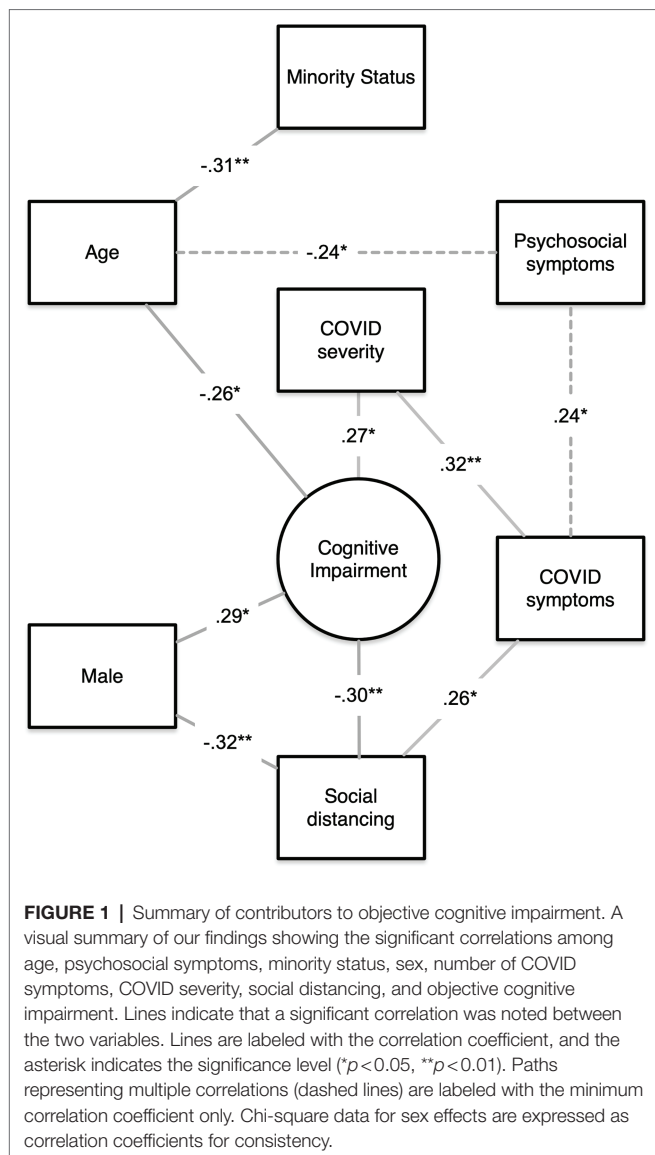 Minority Status
-.31**
Age
-.24*
Psychosocial
symptoms
COVID
severity
-.26*
.27*
.24*
.32**
Cognitive
Impairment
COVID
symptoms
.29*
Male
-.30**
.26*
-.32**
Social
distancing
FIGURE 1 | Summary of contributors to objective cognitive impairment. A
visual summary of our findings showing the significant correlations among
age, psychosocial symptoms, minority status, sex, number of COVID
symptoms, COVID severity, social distancing, and objective cognitive
impairment. Lines indicate that a significant correlation was noted between
the two variables. Lines are labeled with the correlation coefficient, and the
asterisk indicates the significance level (*p<0.05, **p<0.01). Paths
representing multiple correlations (dashed lines) are labeled with the minimum
correlation coefficient only. Chi-square data for sex effects are expressed as
correlation coefficients for consistency.